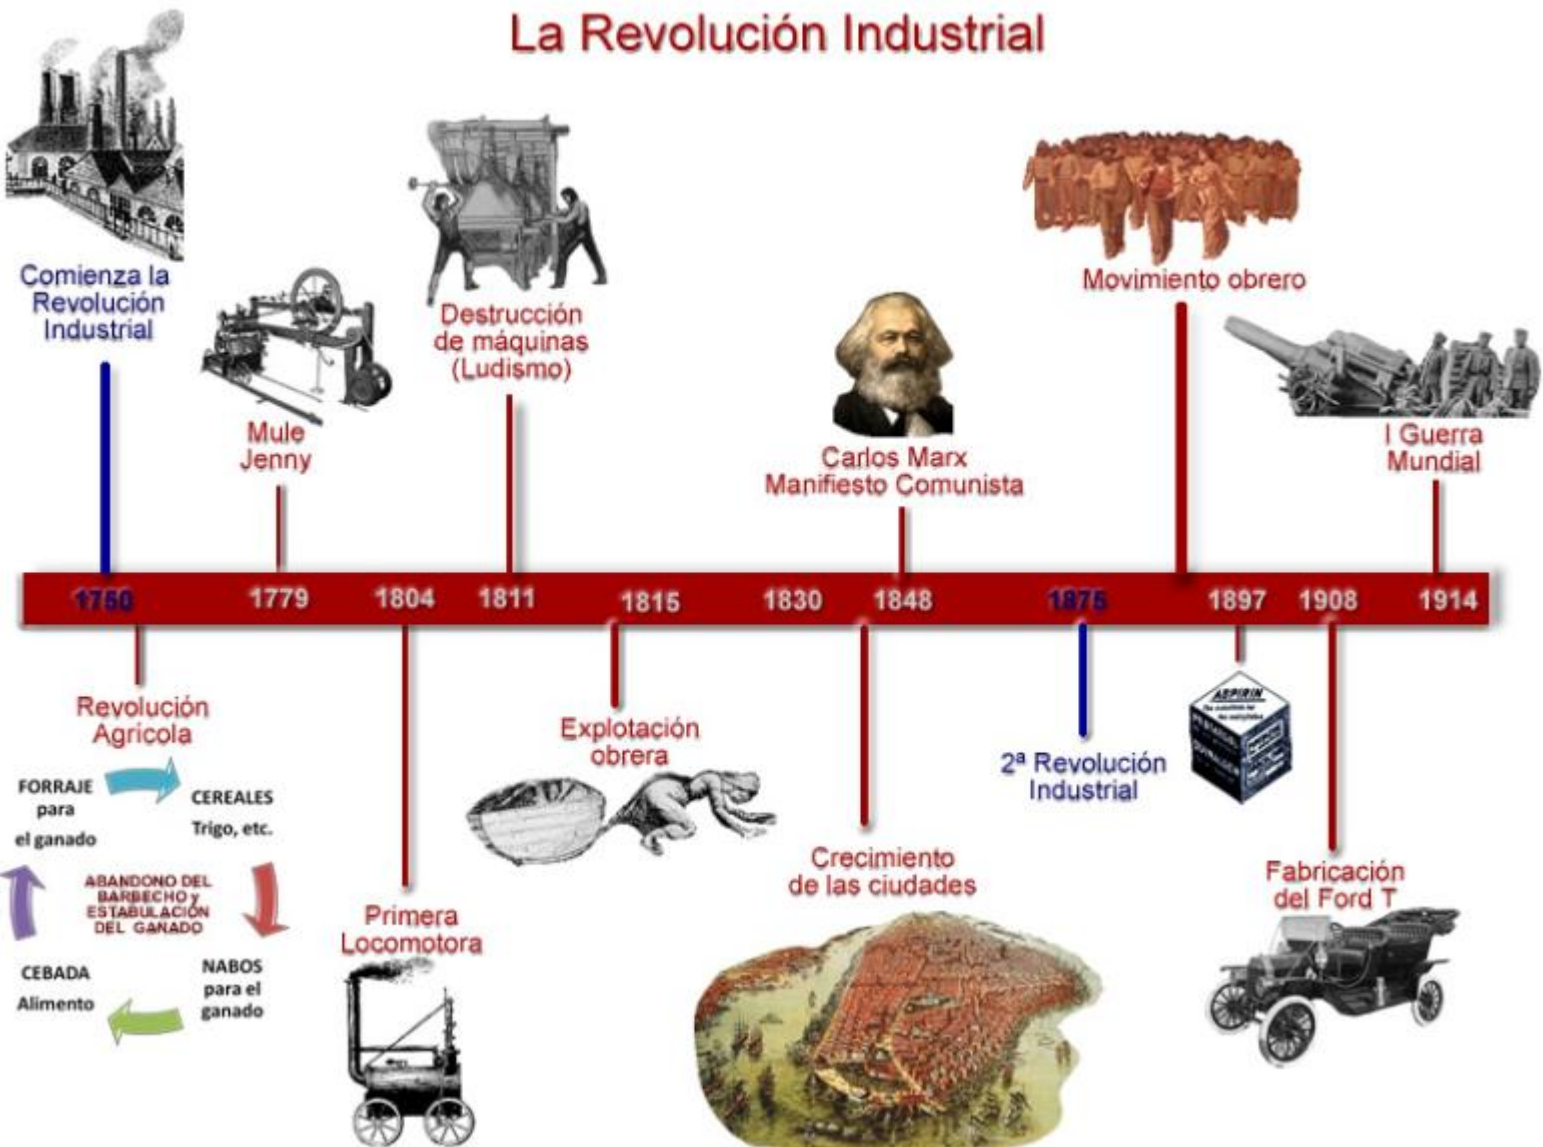 La Revolución Industrial
Comienza la
Revolución
Industrial
Mule
Jenny
Destrucción
de máquinas
(Ludismo)
Carlos Marx
Manifiesto Comunista
Movimiento obrero
I Guerra
Mundial
1750 1779 1804 1811 1815 1830 1848 1875 1897 1908 1914
Revolución
Agrícola
FORRAJE
para
el ganado
CEREALES
Trigo, etc.
ABANDONO DEL
BARBECHO y
ESTABULACIÓN
DEL GANADO
CEBADA
Alimento
NABOS
para el
ganado
Primera
Locomotora
Explotación
obrera
Crecimiento
de las ciudades
2ª Revolución
Industrial
ASPIRIN
Fabricación
del Ford T